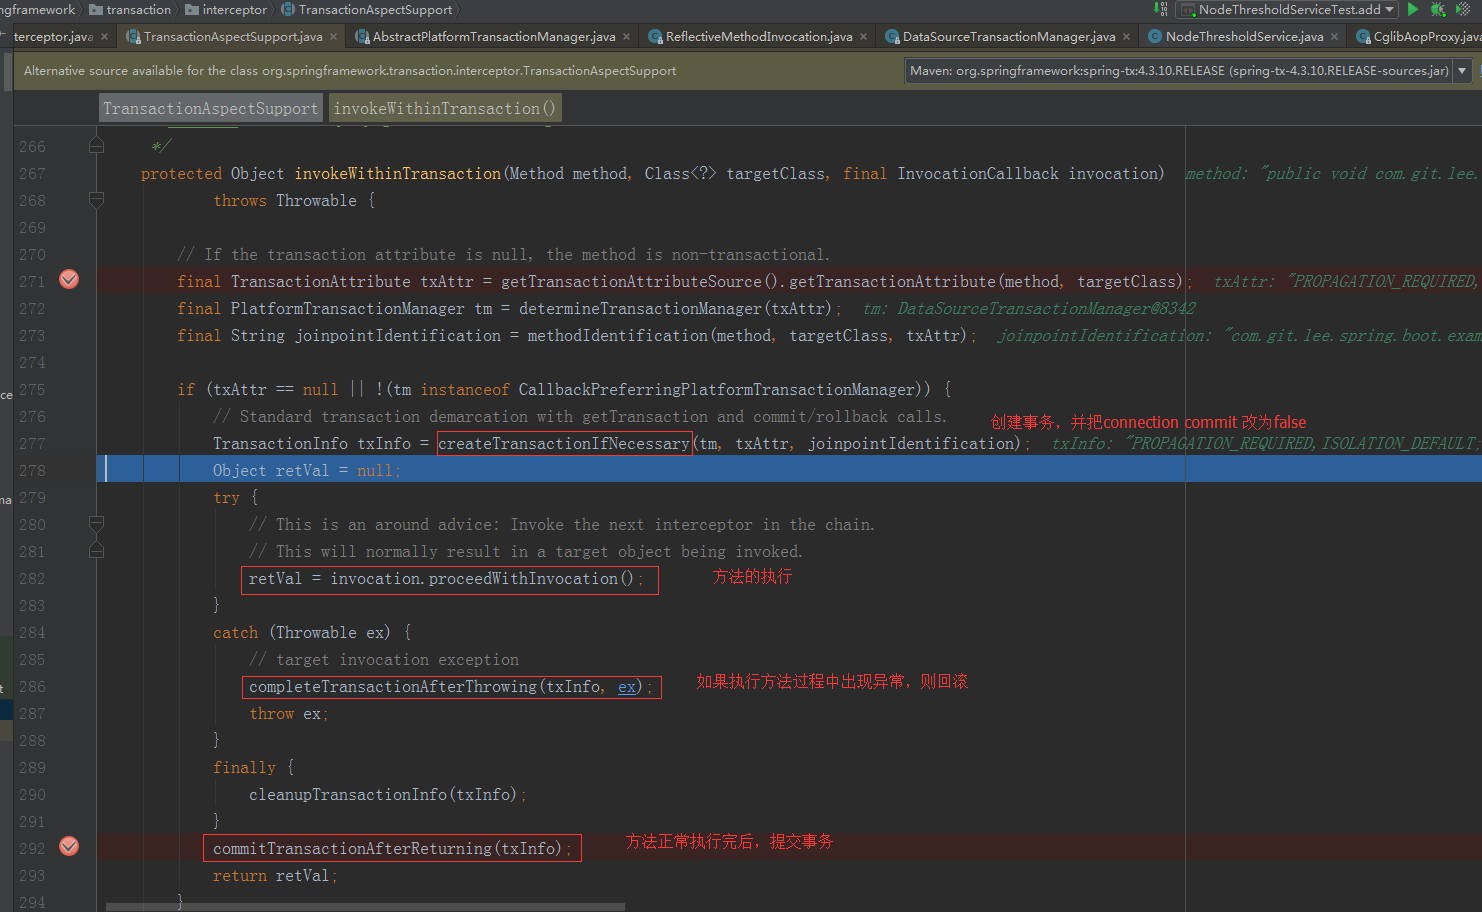 ngframework transaction interceptor TransactionAspectSupport NodeThresholdServiceTest.add
terceptor.java TransactionAspectSupport.java AbstractPlatformTransactionManager.java ReflectiveMethodInvocation.java DataSourceTransactionManager.java NodeThresholdService.java CglibAopProxy.java
Alternative source available for the class org.springframework.transaction.interceptor.TransactionAspectSupport Maven: org.springframework:spring-tx:4.3.10.RELEASE (spring-tx-4.3.10.RELEASE-sources.jar)
TransactionAspectSupport invokeWithinTransaction()
266 */
267 protected Object invokeWithinTransaction(Method method, Class<?> targetClass, final InvocationCallback invocation) method: "public void com.git.lee.
268 throws Throwable {
269
270 // If the transaction attribute is null, the method is non-transactional.
271 final TransactionAttribute txAttr = getTransactionAttributeSource().getTransactionAttribute(method, targetClass); txAttr: "PROPAGATION_REQUIRED,
272 final PlatformTransactionManager tm = determineTransactionManager(txAttr); tm: DataSourceTransactionManager@8342
273 final String joinpointIdentification = methodIdentification(method, targetClass, txAttr); joinpointIdentification: "com.git.lee.spring.boot.exam
274
275 if (txAttr == null || !(tm instanceof CallbackPreferringPlatformTransactionManager)) {
276 // Standard transaction demarcation with getTransaction and commit/rollback calls.
创建事务，并把connection commit 改为false
277 TransactionInfo txInfo = createTransactionIfNecessary(tm, txAttr, joinpointIdentification); txInfo: "PROPAGATION_REQUIRED,ISOLATION_DEFAULT;
278 Object retVal = null;
279 try {
280 // This is an around advice: Invoke the next interceptor in the chain.
281 // This will normally result in a target object being invoked.
282 retVal = invocation.proceedWithInvocation(); 方法的执行
283 }
284 catch (Throwable ex) {
285 // target invocation exception
286 completeTransactionAfterThrowing(txInfo, ex); 如果执行方法过程中出现异常，则回滚
287 throw ex;
288 }
289 finally {
290 cleanupTransactionInfo(txInfo);
291 }
292 commitTransactionAfterReturning(txInfo); 方法正常执行完后，提交事务
293 return retVal;
294 }